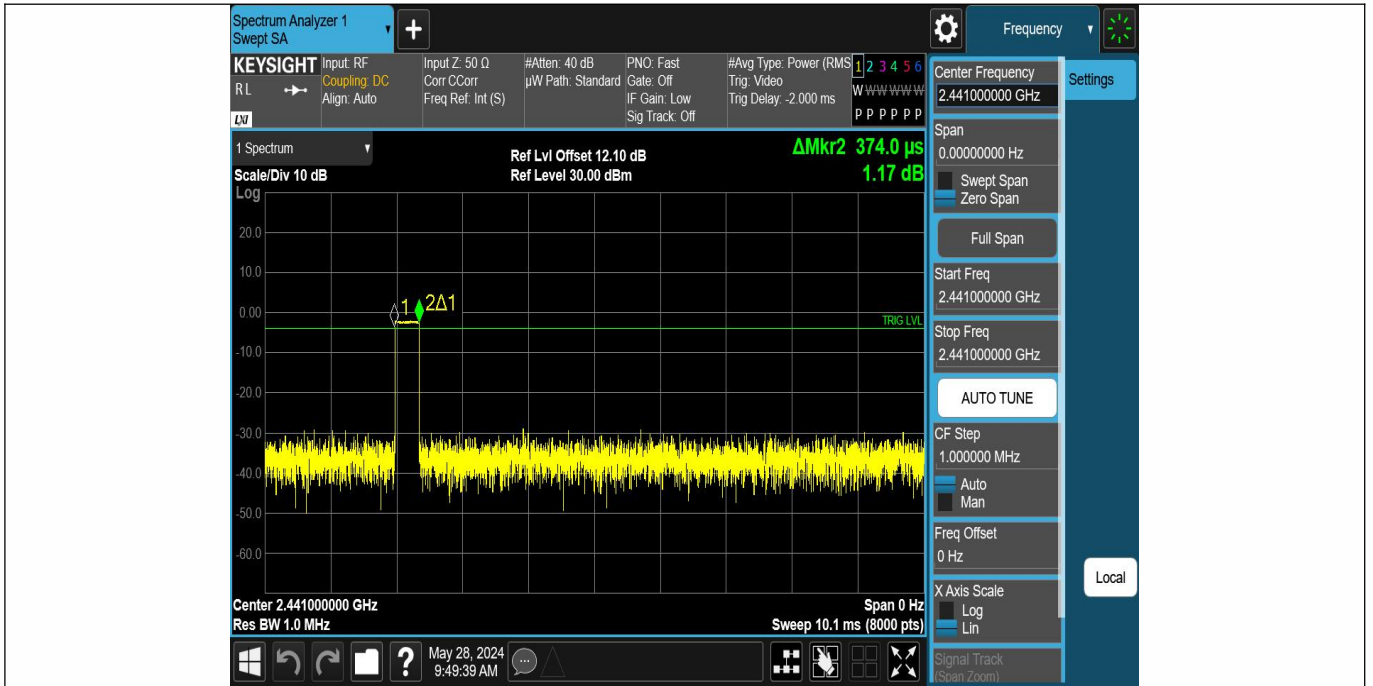 Spectrum Analyzer 1
Swept SA
+
Frequency
KEYSIGHT
RL
LXI
Input: RF
Coupling: DC
Align: Auto
Input Z: 50 Ω
Corr CCorr
Freq Ref: Int (S)
#Atten: 40 dB
µW Path: Standard
PNO: Fast
Gate: Off
IF Gain: Low
Sig Track: Off
#Avg Type: Power (RMS
Trig: Video
Trig Delay: -2.000 ms
1 2 3 4 5 6
W W W W W W
P P P P P P
Center Frequency
2.441000000 GHz
Settings
1 Spectrum
Scale/Div 10 dB
Ref Lvl Offset 12.10 dB
Ref Level 30.00 dBm
ΔMkr2 374.0 µs
1.17 dB
Log
20.0
10.0
0.00
-10.0
-20.0
-30.0
-40.0
-50.0
-60.0
1
2Δ1
TRIG LVL
Center 2.441000000 GHz
Res BW 1.0 MHz
Span 0 Hz
Sweep 10.1 ms (8000 pts)
Span
0.00000000 Hz
Swept Span
Zero Span
Full Span
Start Freq
2.441000000 GHz
Stop Freq
2.441000000 GHz
AUTO TUNE
CF Step
1.000000 MHz
Auto
Man
Freq Offset
0 Hz
X Axis Scale
Log
Lin
Signal Track
(Span Zoom)
Local
?
May 28, 2024
9:49:39 AM